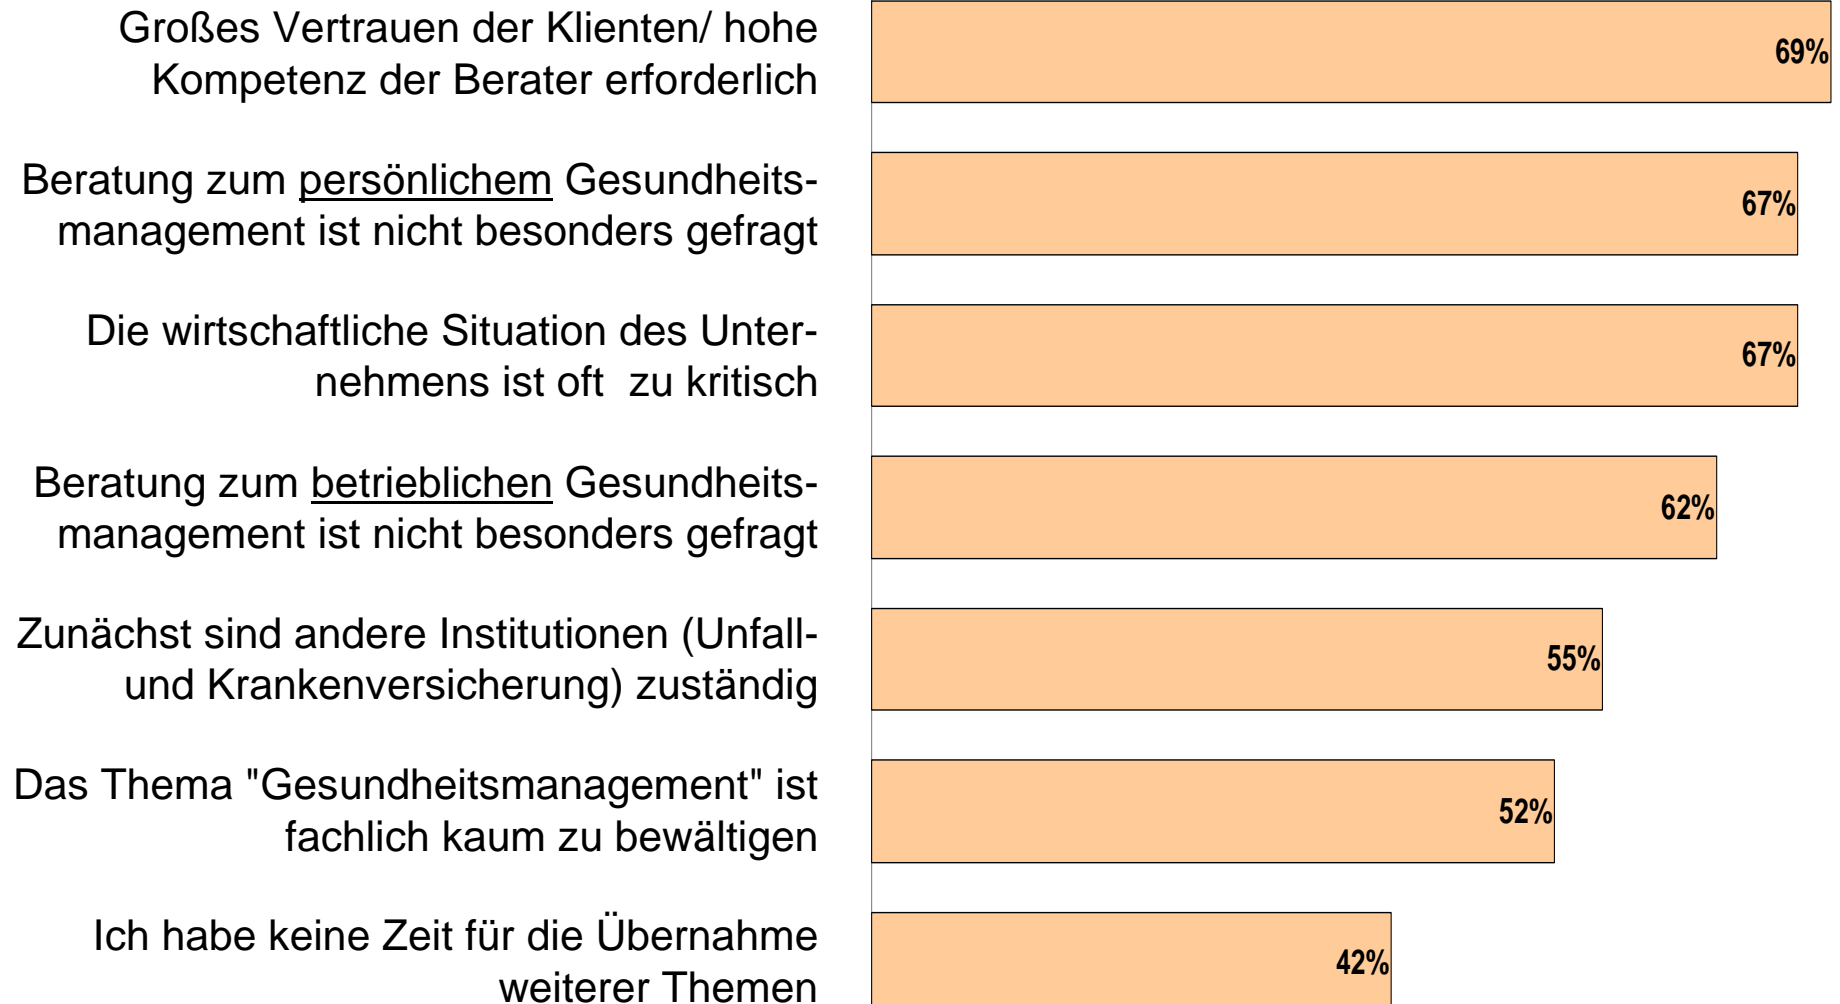 Großes Vertrauen der Klienten/ hohe
Kompetenz der Berater erforderlich
69%
Beratung zum persönlichem Gesundheits-
management ist nicht besonders gefragt
67%
Die wirtschaftliche Situation des Unter-
nehmens ist oft  zu kritisch
67%
Beratung zum betrieblichen Gesundheits-
management ist nicht besonders gefragt
62%
Zunächst sind andere Institutionen (Unfall-
und Krankenversicherung) zuständig
55%
Das Thema "Gesundheitsmanagement" ist
fachlich kaum zu bewältigen
52%
Ich habe keine Zeit für die Übernahme
weiterer Themen
42%